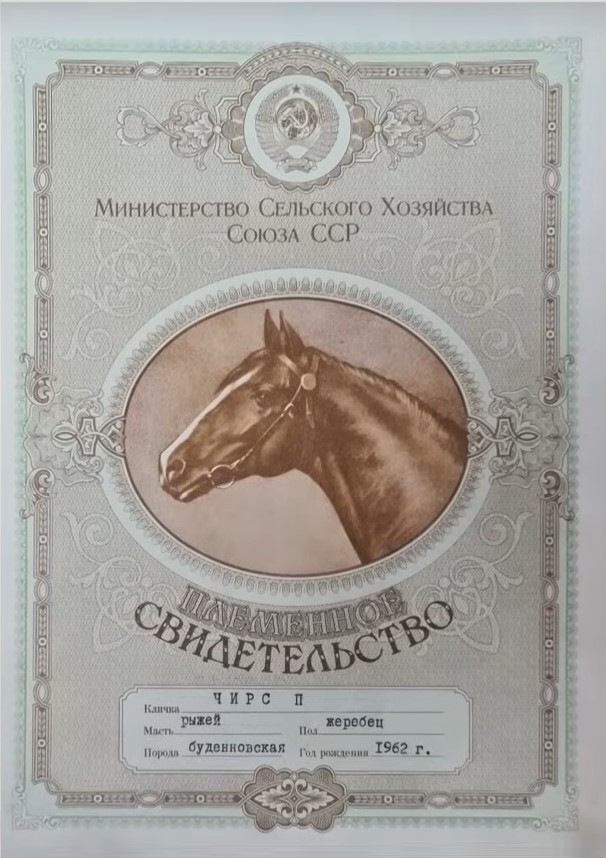 Министерство Сельского Хозяйства
Союза ССР
ПЛЕМЕННОЕ
СВИДЕТЕЛЬСТВО
Кличка ЧИРС П
Масть рыжей Пол жеребец
Порода буденновская Год рождения 1962 г.